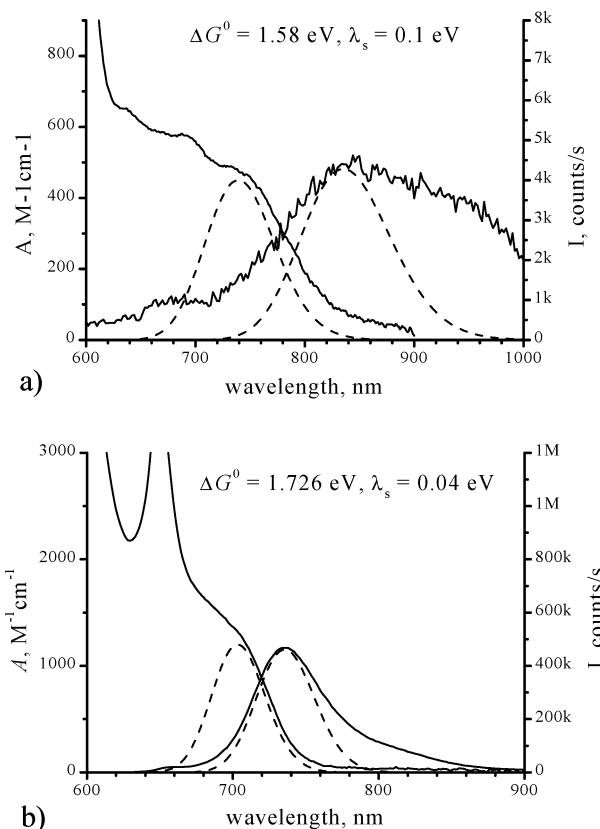 ΔG⁰ = 1.58 eV, λₛ = 0.1 eV
A, M-1cm-1
800
600
400
200
0
8k
7k
6k
5k
4k
3k
2k
1k
0
I, counts/s
600 700 800 900 1000
wavelength, nm
a)
ΔG⁰ = 1.726 eV, λₛ = 0.04 eV
A, M⁻¹cm⁻¹
3000
2000
1000
0
1M
1M
800k
600k
400k
200k
0
I, counts/s
600 700 800 900
wavelength, nm
b)